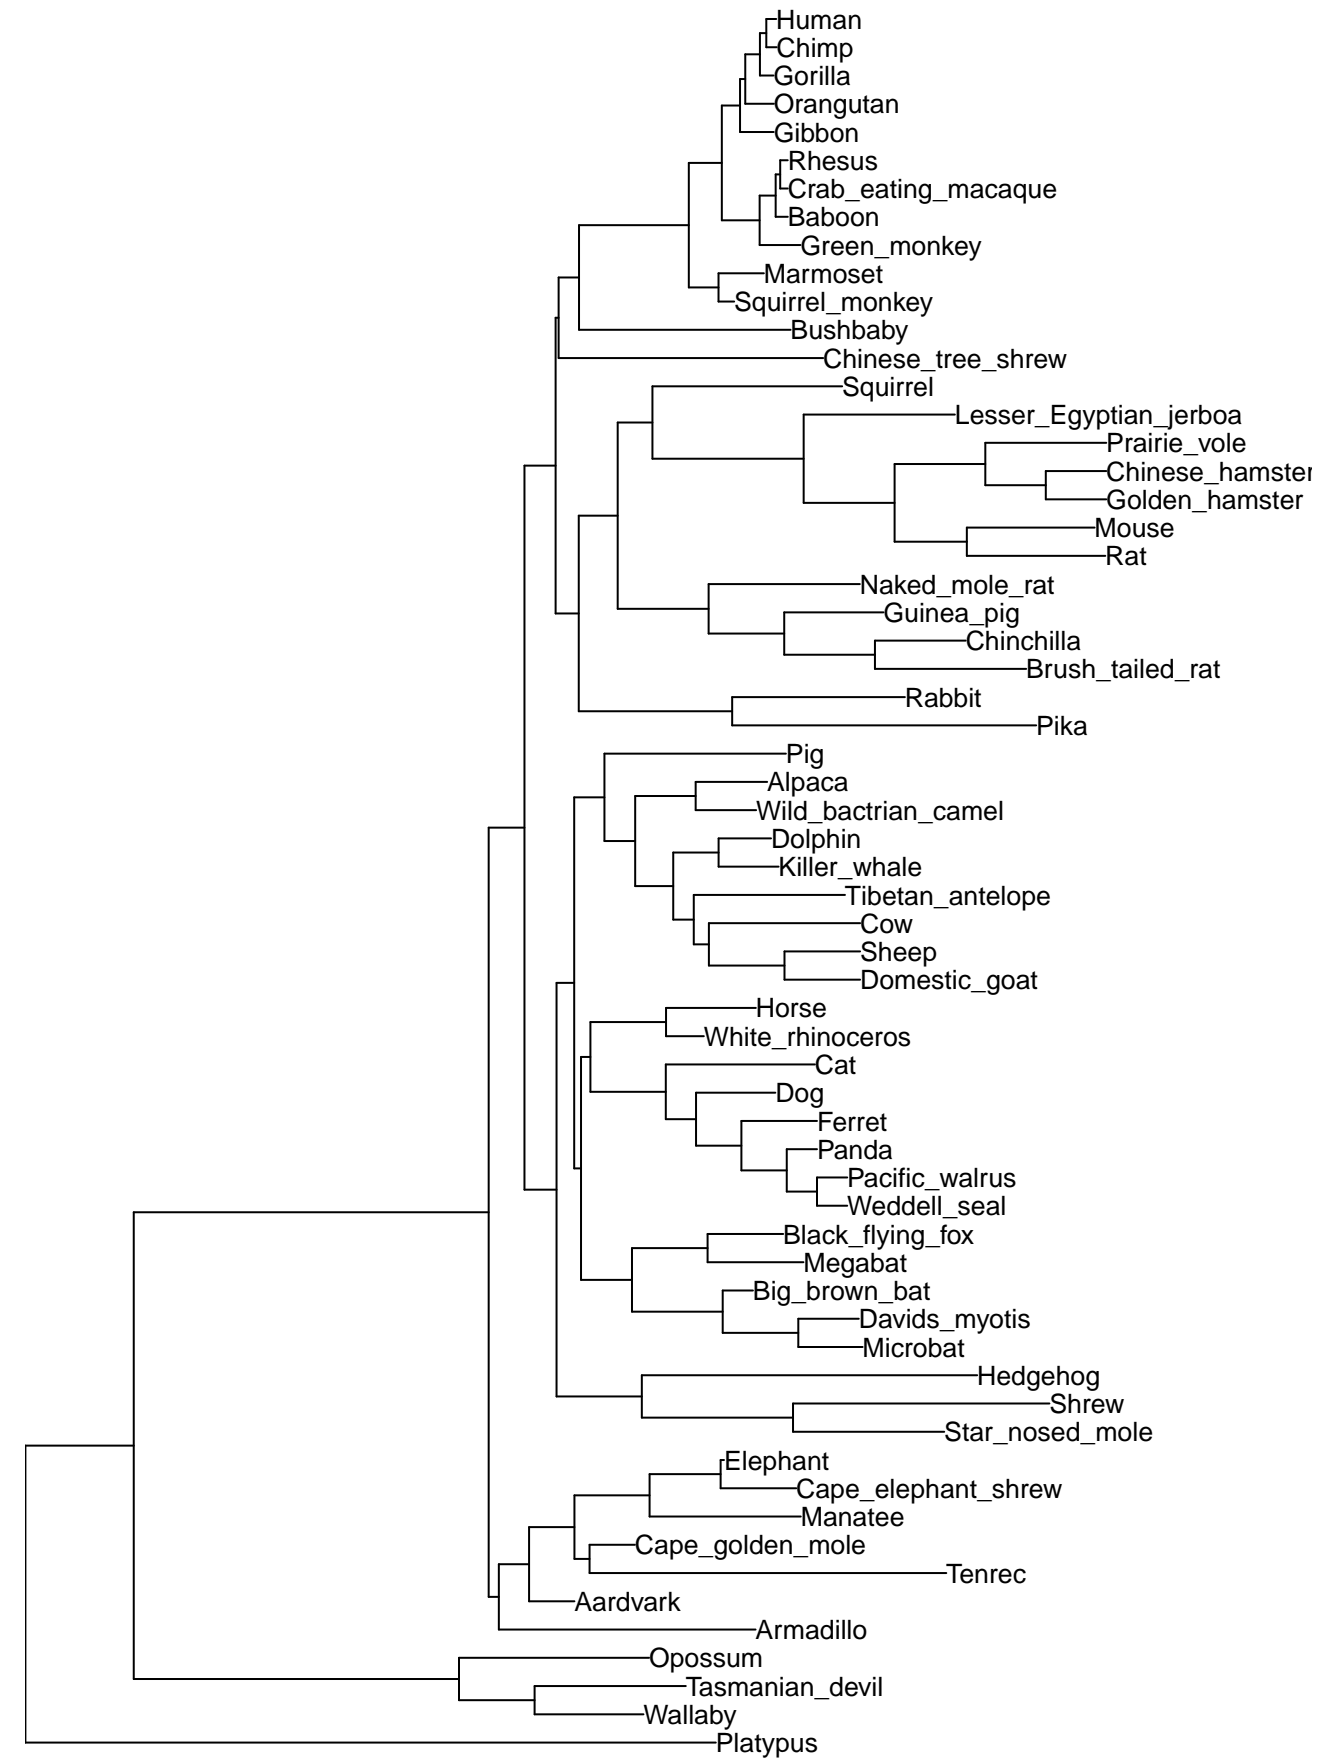 Human
Chimp
Gorilla
Orangutan
Gibbon
Rhesus
Crab_eating_macaque
Baboon
Green_monkey
Marmoset
Squirrel_monkey
Bushbaby
Chinese_tree_shrew
Squirrel
Lesser_Egyptian_jerboa
Prairie_vole
Chinese_hamster
Golden_hamster
Mouse
Rat
Naked_mole_rat
Guinea_pig
Chinchilla
Brush_tailed_rat
Rabbit
Pika
Pig
Alpaca
Wild_bactrian_camel
Dolphin
Killer_whale
Tibetan_antelope
Cow
Sheep
Domestic_goat
Horse
White_rhinoceros
Cat
Dog
Ferret
Panda
Pacific_walrus
Weddell_seal
Black_flying_fox
Megabat
Big_brown_bat
Davids_myotis
Microbat
Hedgehog
Shrew
Star_nosed_mole
Elephant
Cape_elephant_shrew
Manatee
Cape_golden_mole
Tenrec
Aardvark
Armadillo
Opossum
Tasmanian_devil
Wallaby
Platypus